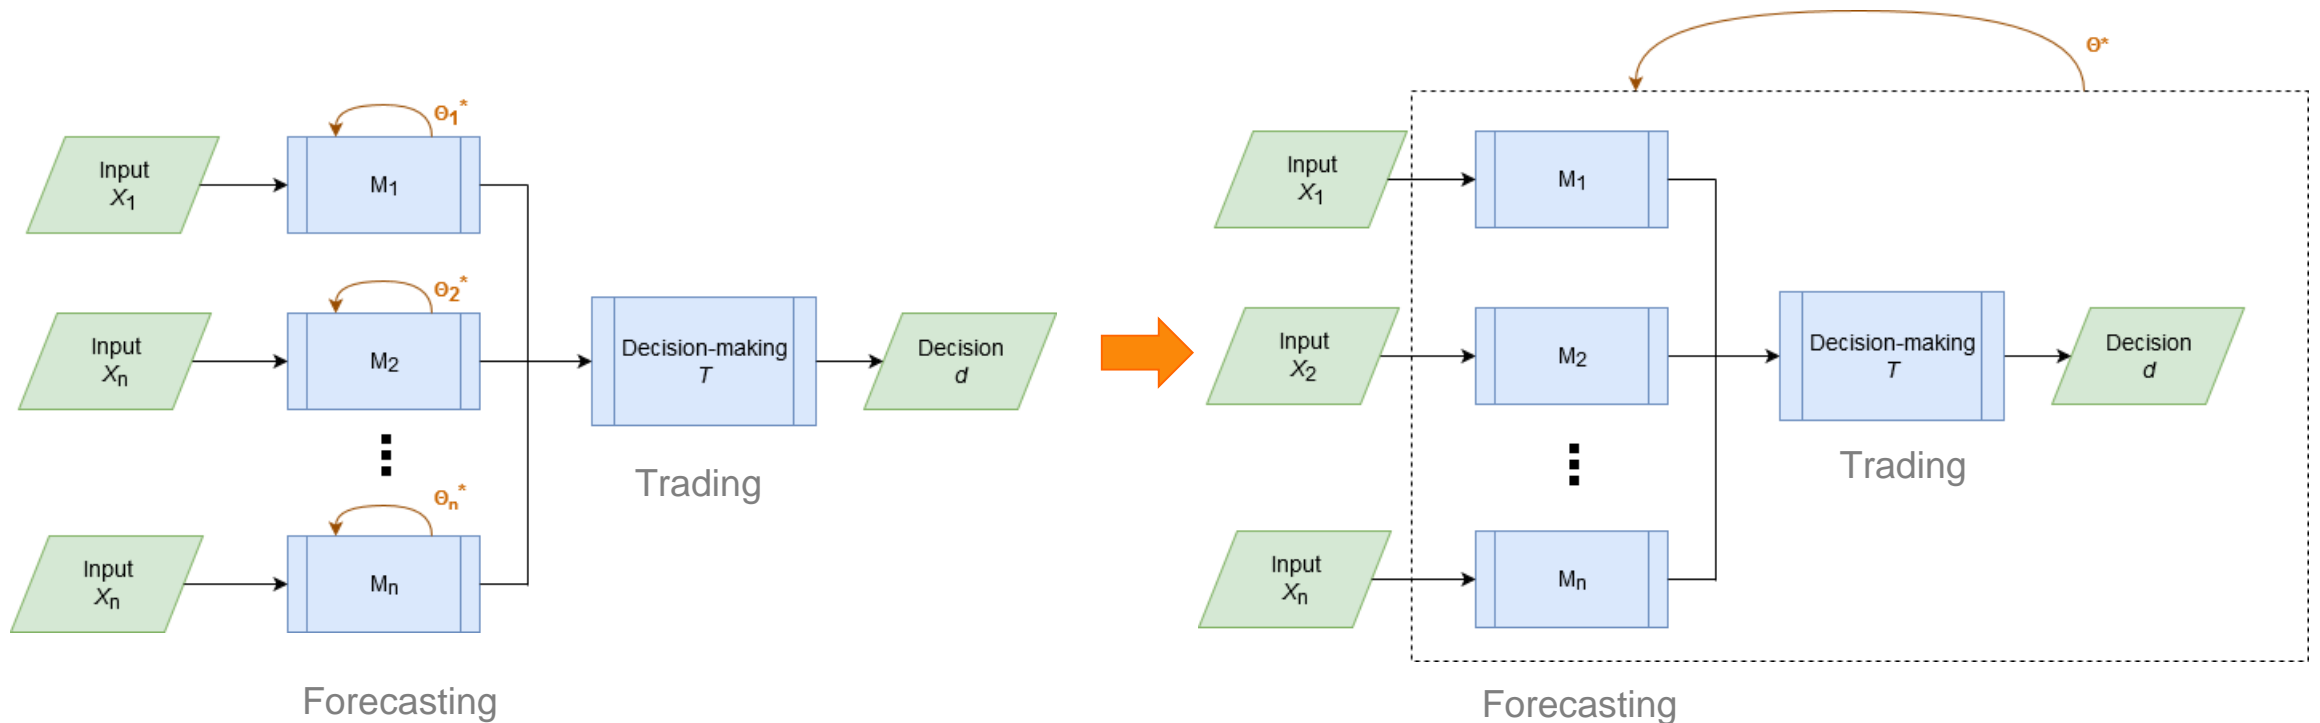 Θ1*
Input
X1
M1
Θ2*
Input
Xn
M2
Decision-making
T
Decision
d
Trading
Θn*
Input
Xn
Mn
Forecasting
Θ*
Input
X1
M1
Input
X2
M2
Decision-making
T
Decision
d
Trading
Input
Xn
Mn
Forecasting